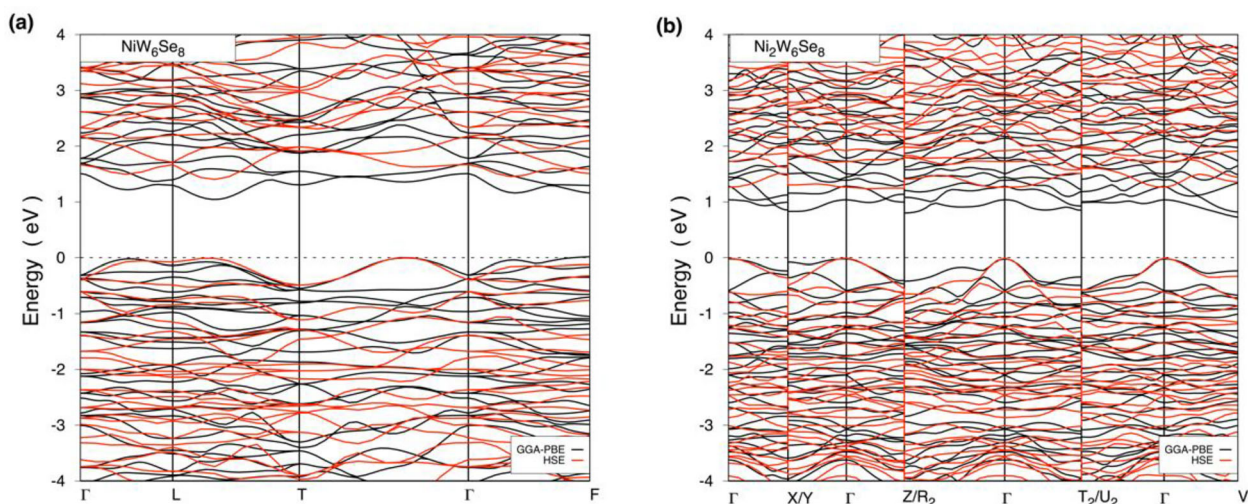 (a)
NiW₆Se₈
4
3
2
1
0
-1
-2
-3
-4
Energy ( eV )
GGA-PBE
HSE
Γ L T Γ F
(b)
Ni₂W₆Se₈
4
3
2
1
0
-1
-2
-3
-4
Energy ( eV )
GGA-PBE
HSE
Γ X/Y Γ Z/R₂ Γ T₂/U₂ Γ V